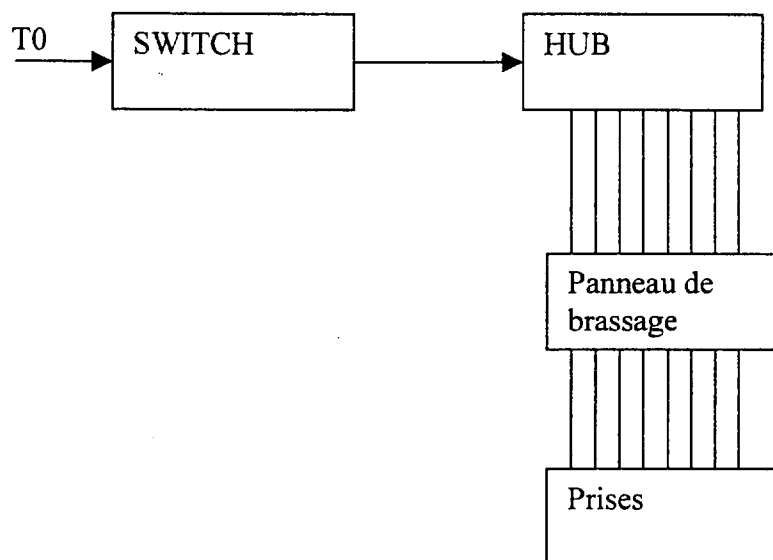 T0
SWITCH
HUB
Panneau de
brassage
Prises